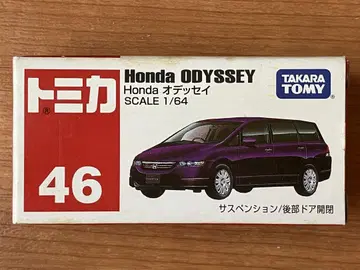 トミカ®
46
Honda ODYSSEY
Honda オデッセイ
SCALE 1/64
TAKARA
TOMY
サスペンション/後部ドア開閉